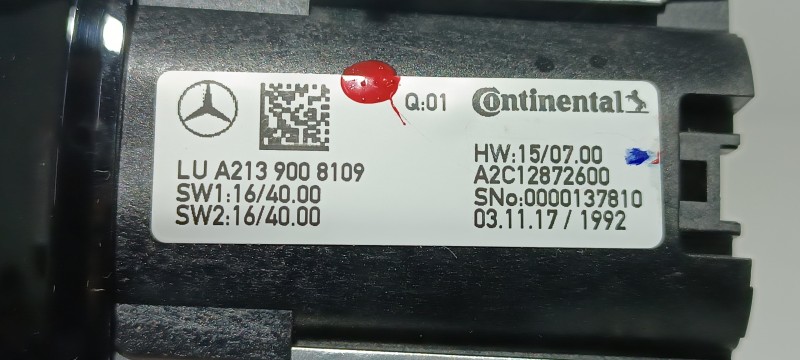 Q:01 Continental
LU A213 900 8109
SW1:16/40.00
SW2:16/40.00
HW:15/07.00
A2C12872600
SNo:0000137810
03.11.17 / 1992